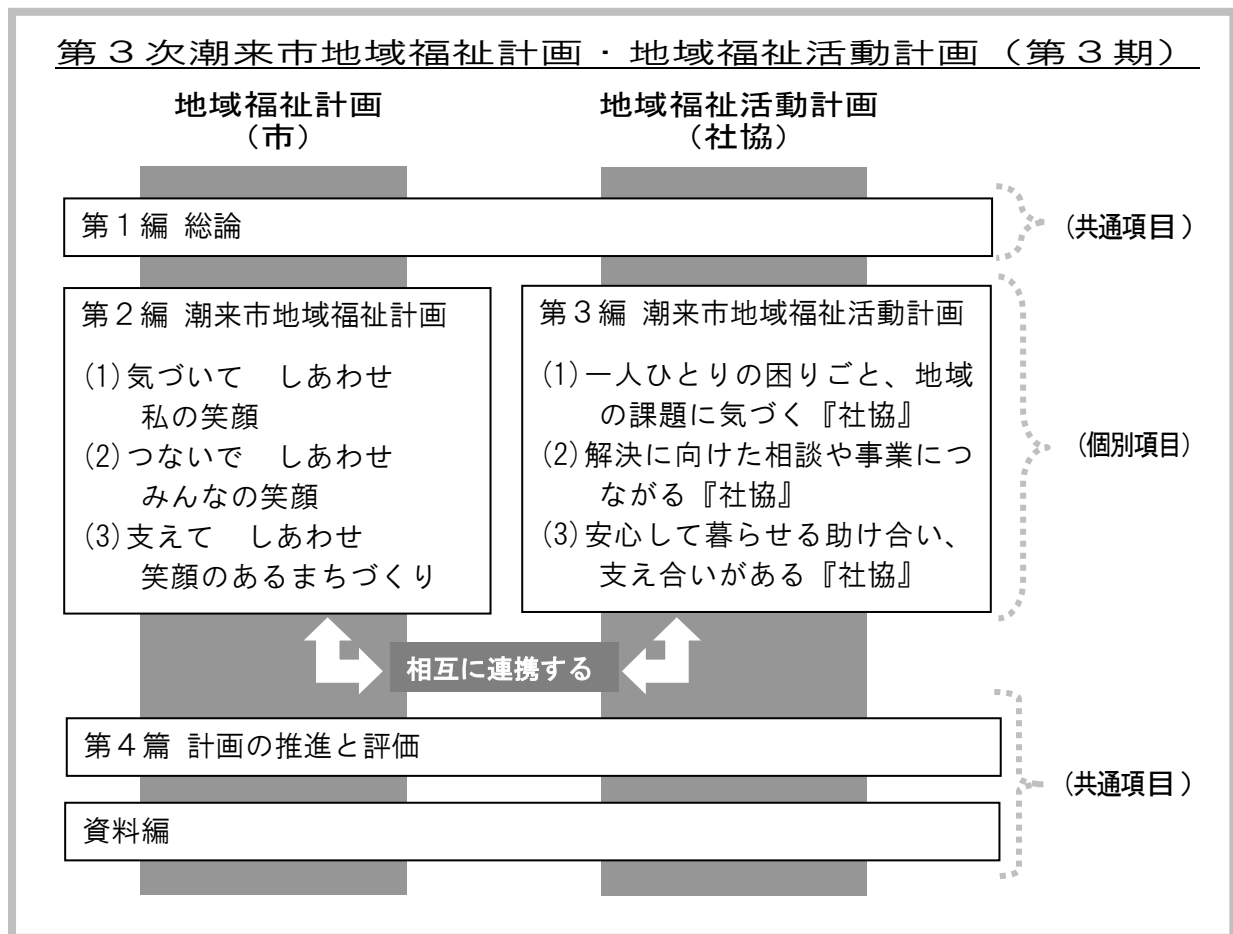 第３次潮来市地域福祉計画・地域福祉活動計画（第３期）
地域福祉計画
（市）
地域福祉活動計画
（社協）
第１編 総論
（共通項目）
第２編 潮来市地域福祉計画
(1)気づいて　しあわせ
私の笑顔
(2)つないで　しあわせ
みんなの笑顔
(3)支えて　しあわせ
笑顔のあるまちづくり
第３編 潮来市地域福祉活動計画
(1)一人ひとりの困りごと、地域
の課題に気づく『社協』
(2)解決に向けた相談や事業につ
ながる『社協』
(3)安心して暮らせる助け合い、
支え合いがある『社協』
（個別項目）
相互に連携する
第４篇 計画の推進と評価
資料編
（共通項目）